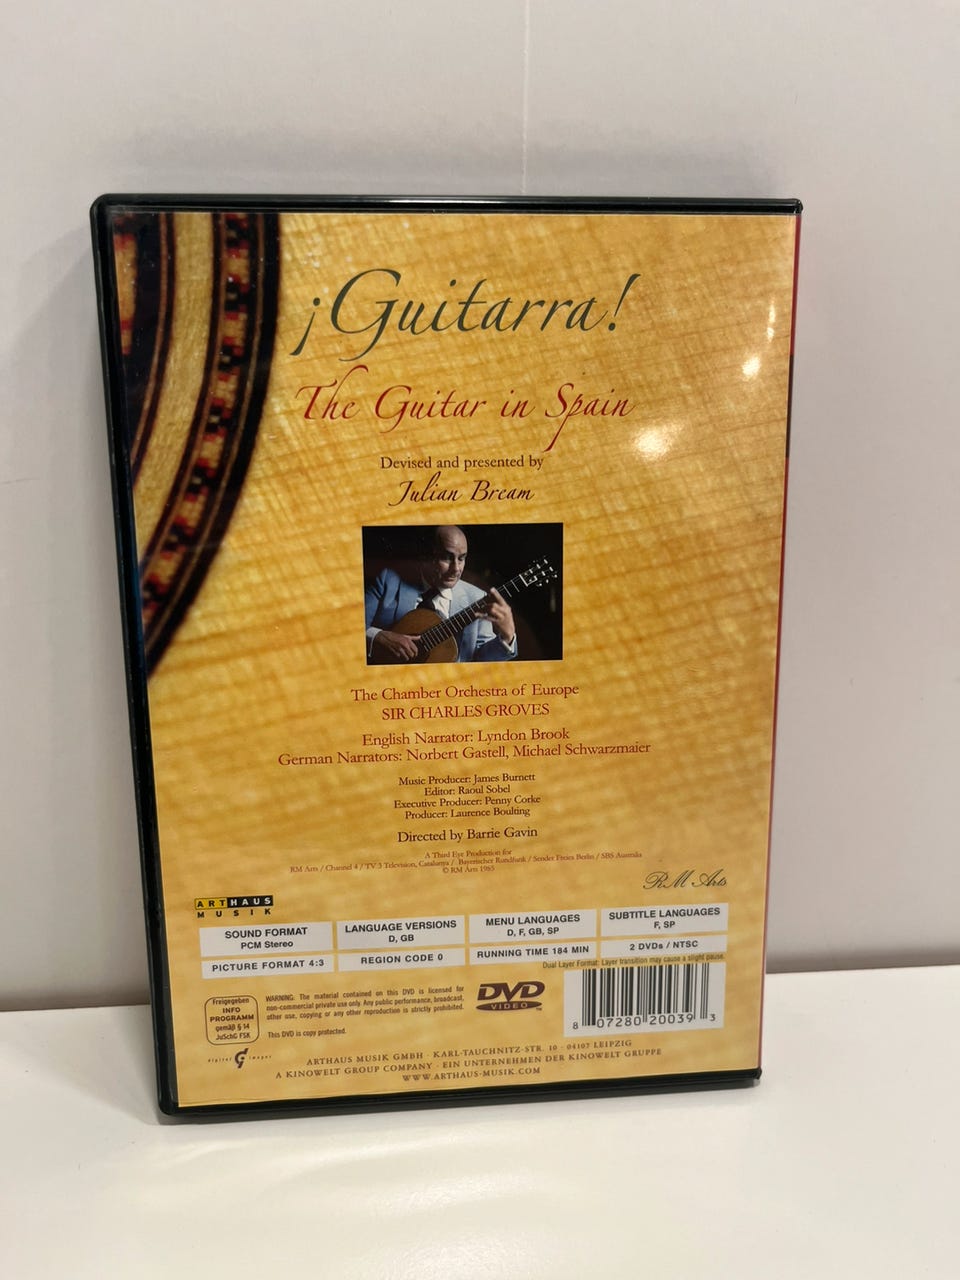 ¡Guitarra!
The Guitar in Spain
Devised and presented by
Julian Bream
The Chamber Orchestra of Europe
SIR CHARLES GROVES
English Narrator: Lyndon Brook
German Narrators: Norbert Gastell, Michael Schwarzmaier
Music Producer: James Burnett
Editor: Raoul Sobel
Executive Producer: Penny Corke
Producer: Laurence Boulting
Directed by Barrie Gavin
A Third Eye Production for
RM Arts / Channel 4 / TV 3 Television, Catalunya / Bayerischer Rundfunk / Sender Freies Berlin / SBS Australia
© RM Arts 1985
RM Arts
ARTHAUS
MUSIK
SOUND FORMAT
PCM Stereo
LANGUAGE VERSIONS
D, GB
MENU LANGUAGES
D, F, GB, SP
SUBTITLE LANGUAGES
F, SP
PICTURE FORMAT 4:3
REGION CODE 0
RUNNING TIME 184 MIN
2 DVDs / NTSC
Dual Layer Format: Layer transition may cause a slight pause.
Freigegeben
INFO
PROGRAMM
gemäß § 14
JuSchG FSK
WARNING: The material contained on this DVD is licensed for
non-commercial private use only. Any public performance, broadcast,
other use, copying or any other reproduction is strictly prohibited.
This DVD is copy protected.
DVD
VIDEO
TM
8 07280 20039 3
digital images
ARTHAUS MUSIK GMBH · KARL-TAUCHNITZ-STR. 10 · 04107 LEIPZIG
A KINOWELT GROUP COMPANY · EIN UNTERNEHMEN DER KINOWELT GRUPPE
WWW.ARTHAUS-MUSIK.COM